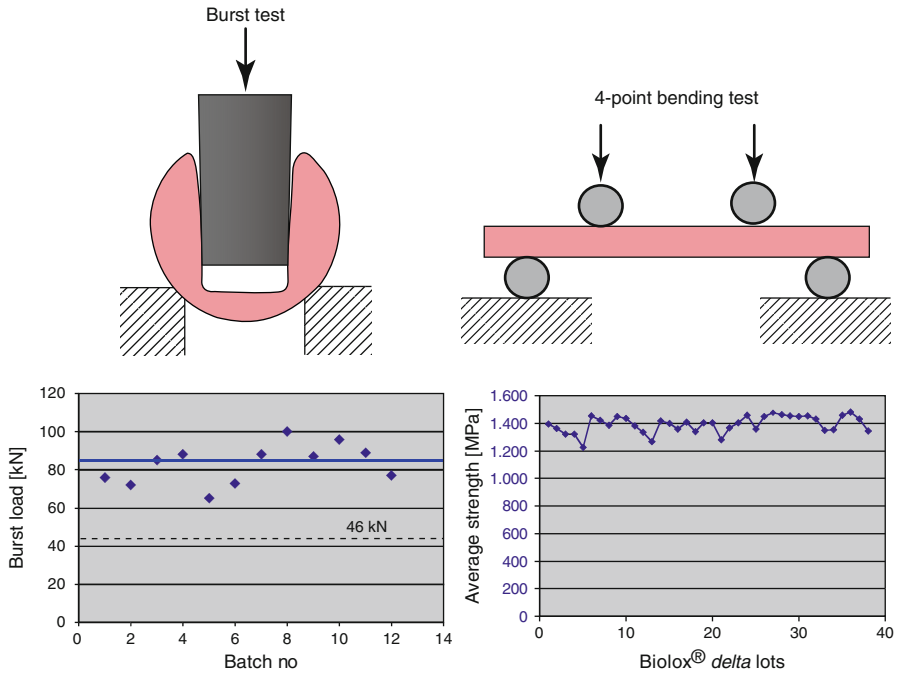 Burst test
4-point bending test
Burst load [kN]
120
100
80
60
40
20
0
46 kN
0 2 4 6 8 10 12 14
Batch no
Average strength [MPa]
1.600
1.400
1.200
1.000
800
600
400
200
0
0 10 20 30 40
Biolox® delta lots